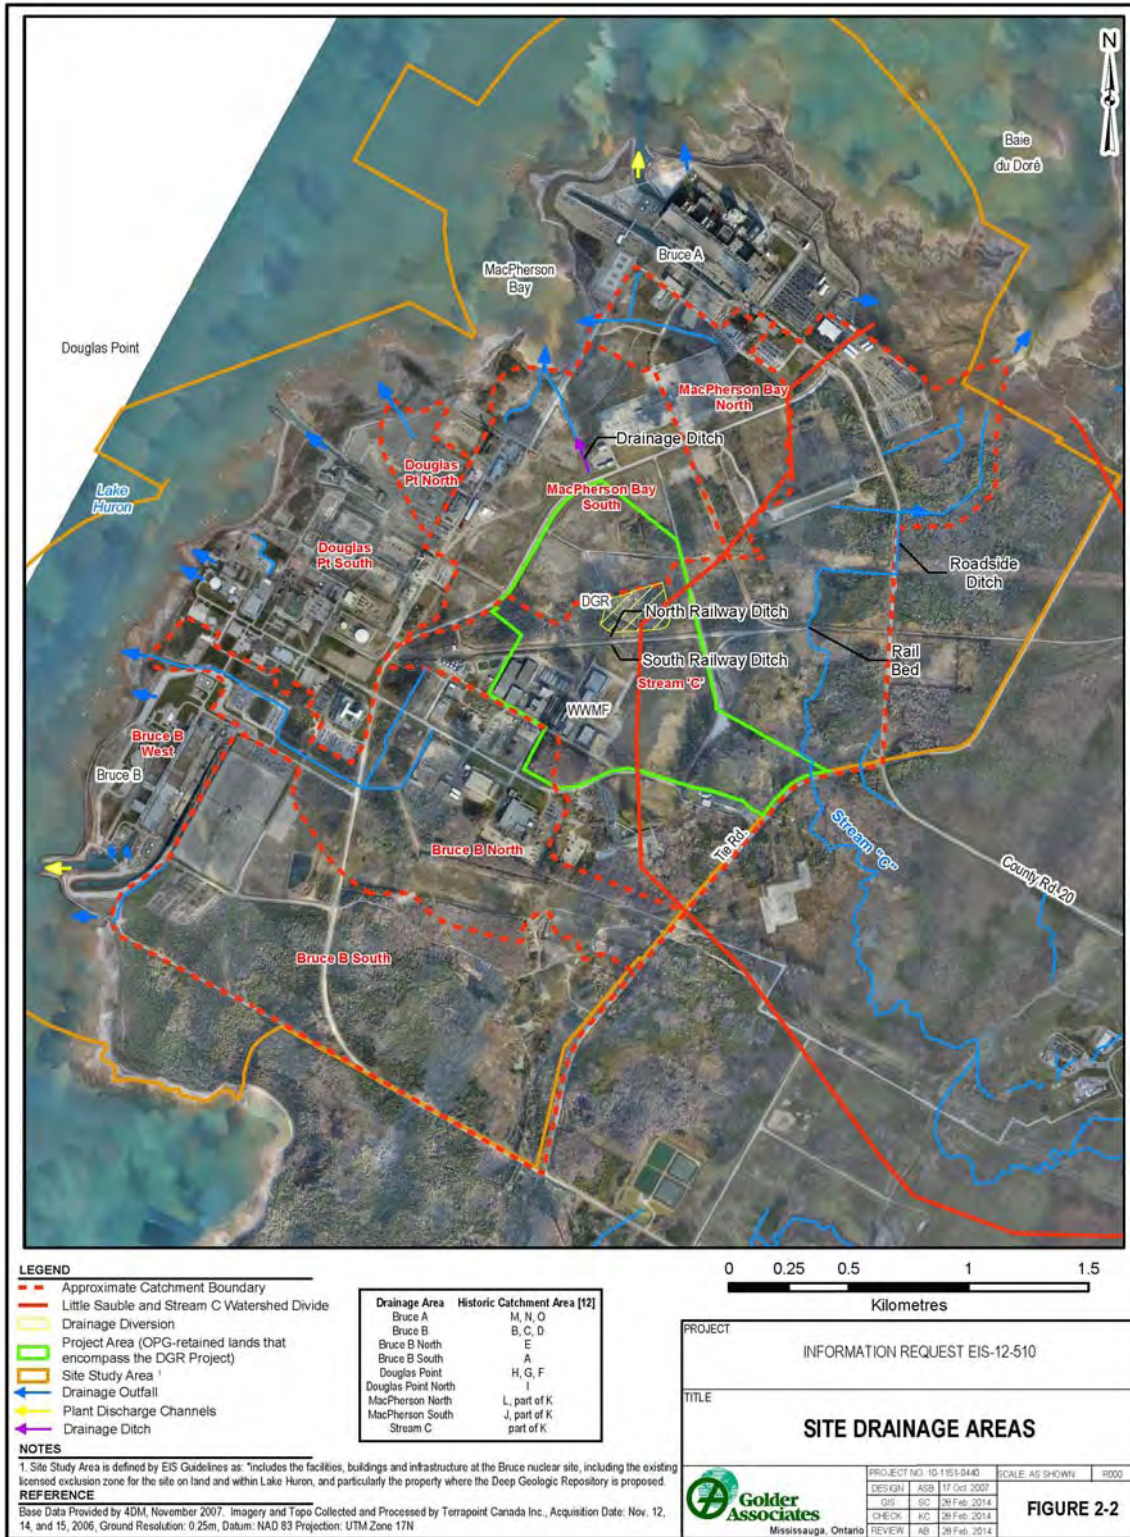 N
Baie
du Doré
Bruce A
MacPherson
Bay
Douglas Point
MacPherson Bay
North
Drainage Ditch
Douglas
Pt North
MacPherson Bay
South
Lake
Huron
Douglas
Pt South
Roadside
Ditch
DGR
North Railway Ditch
South Railway Ditch
Rail
Bed
Stream 'C'
WWMF
Bruce B
West
Bruce B
Tie Rd.
Stream "C"
Bruce B North
County Rd. 20
Bruce B South
LEGEND
Approximate Catchment Boundary
Little Sauble and Stream C Watershed Divide
Drainage Diversion
Project Area (OPG-retained lands that
encompass the DGR Project)
Site Study Area ¹
Drainage Outfall
Plant Discharge Channels
Drainage Ditch
Drainage Area Historic Catchment Area [12]
Bruce A M, N, O
Bruce B B, C, D
Bruce B North E
Bruce B South A
Douglas Point H, G, F
Douglas Point North I
MacPherson North L, part of K
MacPherson South J, part of K
Stream C part of K
0 0.25 0.5 1 1.5
Kilometres
NOTES
1. Site Study Area is defined by EIS Guidelines as: "includes the facilities, buildings and infrastructure at the Bruce nuclear site, including the existing
licensed exclusion zone for the site on land and within Lake Huron, and particularly the property where the Deep Geologic Repository is proposed.
REFERENCE
Base Data Provided by 4DM, November 2007. Imagery and Topo Collected and Processed by Terrapoint Canada Inc., Acquisition Date: Nov. 12,
14, and 15, 2006, Ground Resolution: 0.25m, Datum: NAD 83 Projection: UTM Zone 17N
PROJECT
INFORMATION REQUEST EIS-12-510
TITLE
SITE DRAINAGE AREAS
Golder
Associates
Mississauga, Ontario
PROJECT NO. 10-1151-0440 SCALE: AS SHOWN R000
DESIGN ASB 17 Oct 2007
GIS SC 28 Feb. 2014
CHECK KC 28 Feb. 2014
REVIEW AB 28 Feb. 2014
FIGURE 2-2